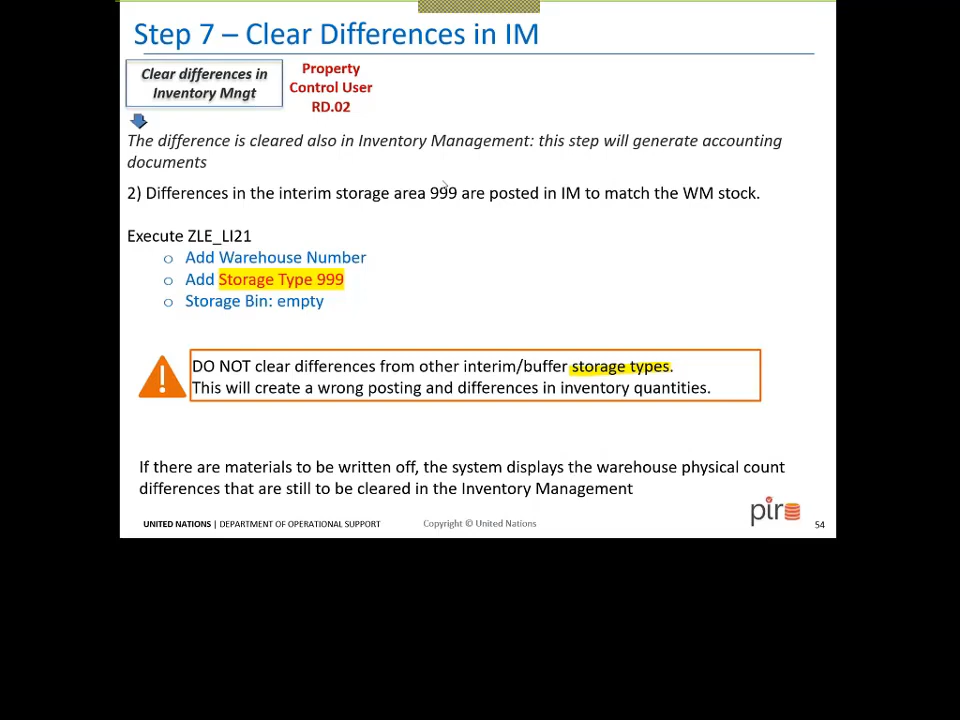 Step 7 – Clear Differences in IM
Clear differences in
Inventory Mngt
Property
Control User
RD.02
The difference is cleared also in Inventory Management: this step will generate accounting
documents
2) Differences in the interim storage area 999 are posted in IM to match the WM stock.
Execute ZLE_LI21
o Add Warehouse Number
o Add Storage Type 999
o Storage Bin: empty
DO NOT clear differences from other interim/buffer storage types.
This will create a wrong posting and differences in inventory quantities.
If there are materials to be written off, the system displays the warehouse physical count
differences that are still to be cleared in the Inventory Management
UNITED NATIONS | DEPARTMENT OF OPERATIONAL SUPPORT
Copyright © United Nations
pir
54